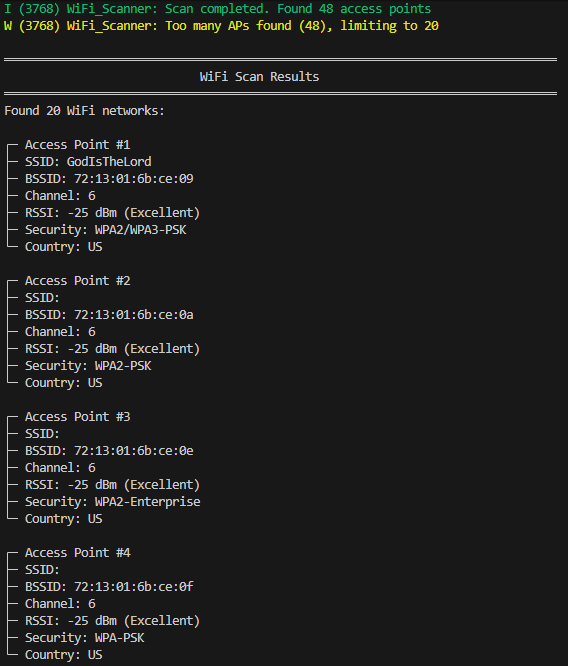 I (3768) WiFi_Scanner: Scan completed. Found 48 access points
W (3768) WiFi_Scanner: Too many APs found (48), limiting to 20
WiFi Scan Results
Found 20 WiFi networks:
Access Point #1
SSID: GodIsTheLord
BSSID: 72:13:01:6b:ce:09
Channel: 6
RSSI: -25 dBm (Excellent)
Security: WPA2/WPA3-PSK
Country: US
Access Point #2
SSID:
BSSID: 72:13:01:6b:ce:0a
Channel: 6
RSSI: -25 dBm (Excellent)
Security: WPA2-PSK
Country: US
Access Point #3
SSID:
BSSID: 72:13:01:6b:ce:0e
Channel: 6
RSSI: -25 dBm (Excellent)
Security: WPA2-Enterprise
Country: US
Access Point #4
SSID:
BSSID: 72:13:01:6b:ce:0f
Channel: 6
RSSI: -25 dBm (Excellent)
Security: WPA-PSK
Country: US